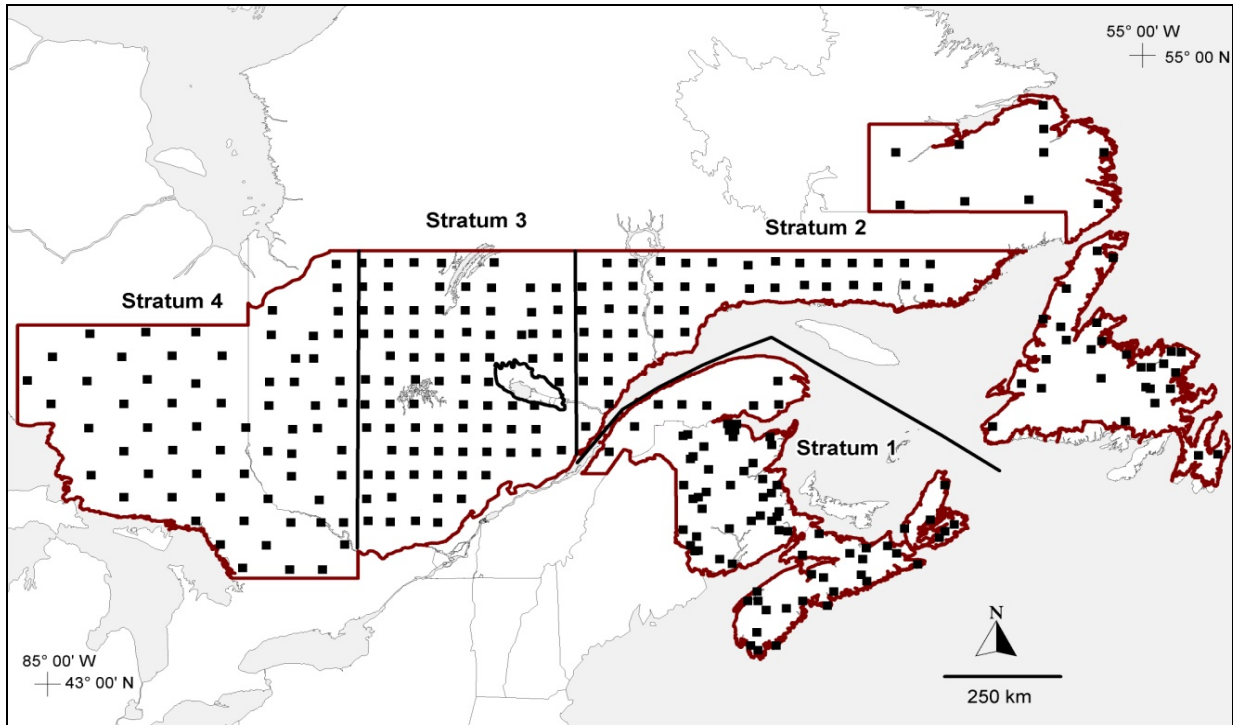 55° 00' W
55° 00 N
Stratum 3
Stratum 2
Stratum 4
Stratum 1
N
85° 00' W
43° 00' N
250 km